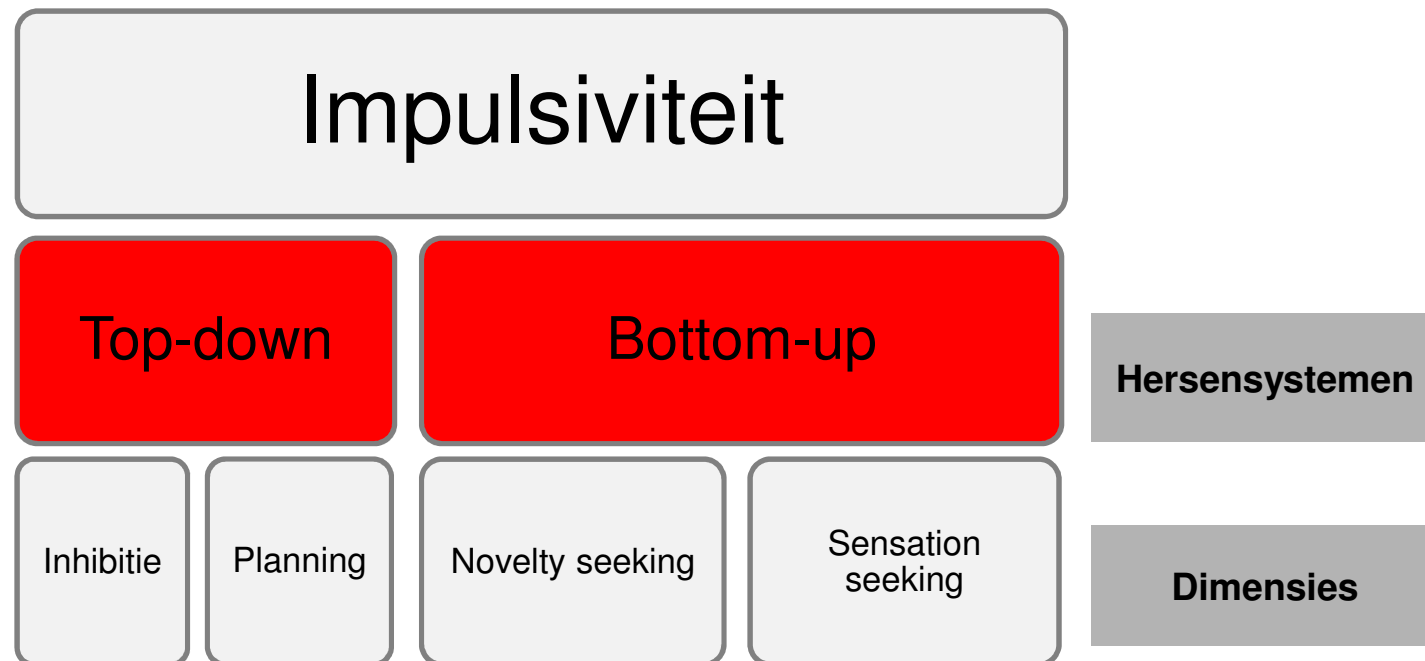 Impulsiviteit
Top-down
Bottom-up
Hersensystemen
Inhibitie
Planning
Novelty seeking
Sensation
seeking
Dimensies